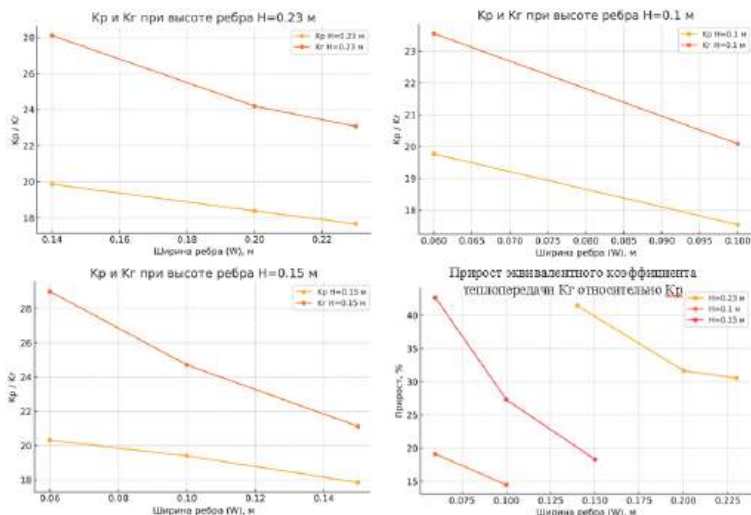 Кр и Кг при высоте ребра H=0.23 м
Кр H=0.23 м
Кг H=0.23 м
Кр / Кг
28
26
24
22
20
18
0.14 0.16 0.18 0.20 0.22
Ширина ребра (W), м
Кр и Кг при высоте ребра H=0.1 м
Кр H=0.1 м
Кг H=0.1 м
Кр / Кг
23
22
21
20
19
18
0.060 0.065 0.070 0.075 0.080 0.085 0.090 0.095 0.100
Ширина ребра (W), м
Кр и Кг при высоте ребра H=0.15 м
Кр H=0.15 м
Кг H=0.15 м
Кр / Кг
28
26
24
22
20
18
0.06 0.08 0.10 0.12 0.14
Ширина ребра (W), м
Прирост эквивалентного коэффициента
теплопередачи Кг относительно Кр
H=0.23 м
H=0.1 м
H=0.15 м
Прирост, %
40
35
30
25
20
15
0.075 0.100 0.125 0.150 0.175 0.200 0.225
Ширина ребра (W), м